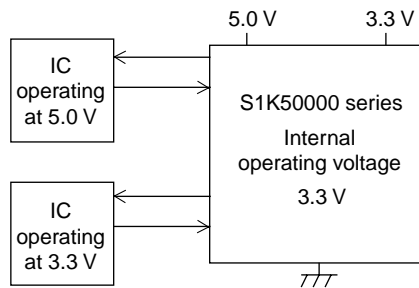 5.0 V
3.3 V
IC
operating
at 5.0 V
S1K50000 series
Internal
operating voltage
3.3 V
IC
operating
at 3.3 V